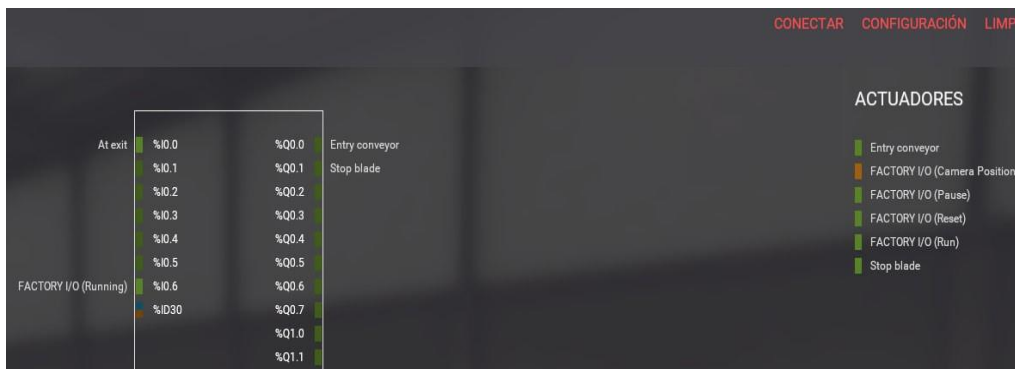 CONECTAR CONFIGURACIÓN LIMP
ACTUADORES
At exit %I0.0 %Q0.0 Entry conveyor
%I0.1 %Q0.1 Stop blade
%I0.2 %Q0.2
%I0.3 %Q0.3
%I0.4 %Q0.4
%I0.5 %Q0.5
FACTORY I/O (Running) %I0.6 %Q0.6
%ID30 %Q0.7
%Q1.0
%Q1.1
Entry conveyor
FACTORY I/O (Camera Position
FACTORY I/O (Pause)
FACTORY I/O (Reset)
FACTORY I/O (Run)
Stop blade